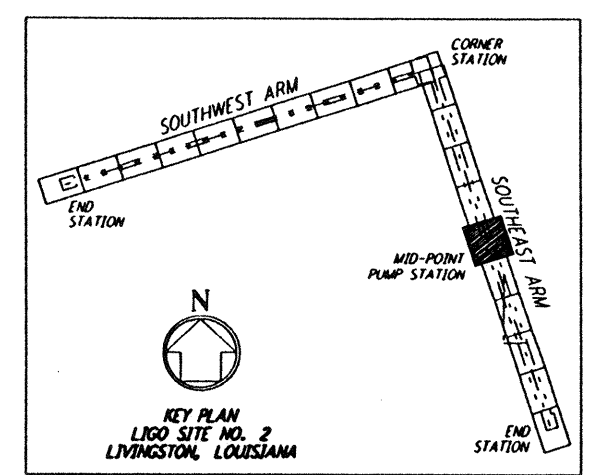 CORNER
STATION
SOUTHWEST ARM
END
STATION
SOUTHEAST ARM
MID-POINT
PUMP STATION
N
KEY PLAN
LIGO SITE NO. 2
LIVINGSTON, LOUISIANA
END
STATION